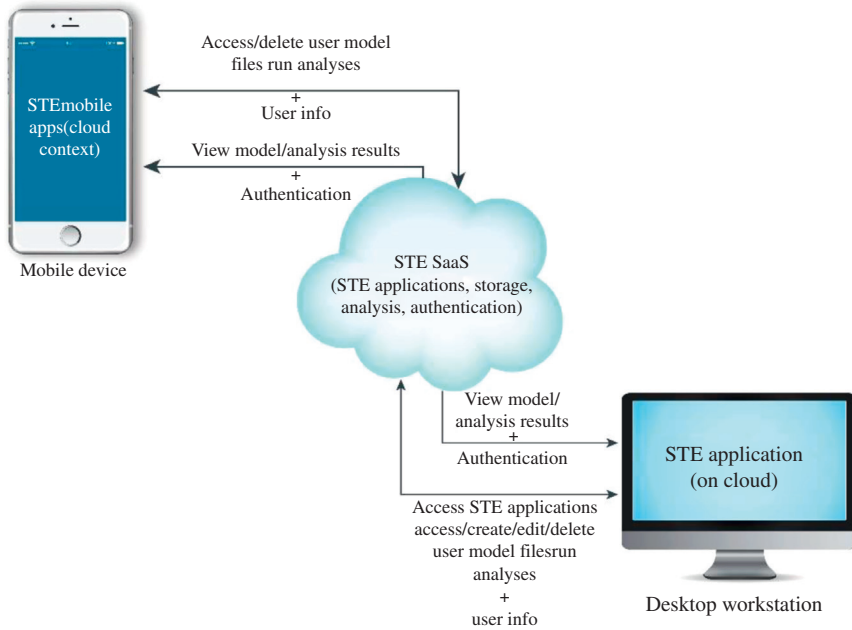 Access/delete user model
files run analyses
+
User info
STEmobile
apps(cloud
context)
View model/analysis results
+
Authentication
Mobile device
STE SaaS
(STE applications, storage,
analysis, authentication)
View model/
analysis results
+
Authentication
STE application
(on cloud)
Access STE applications
access/create/edit/delete
user model filesrun
analyses
+
user info
Desktop workstation